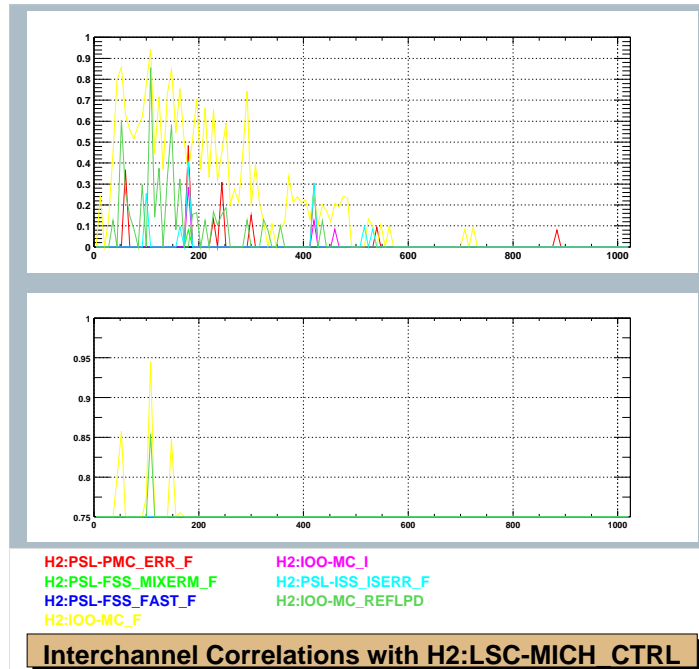 1
0.9
0.8
0.7
0.6
0.5
0.4
0.3
0.2
0.1
0
0 200 400 600 800 1000
1
0.95
0.9
0.85
0.8
0.75
0 200 400 600 800 1000
H2:PSL-PMC_ERR_F H2:IOO-MC_I
H2:PSL-FSS_MIXERM_F H2:PSL-ISS_ISERR_F
H2:PSL-FSS_FAST_F H2:IOO-MC_REFLPD
H2:IOO-MC_F
Interchannel Correlations with H2:LSC-MICH_CTRL